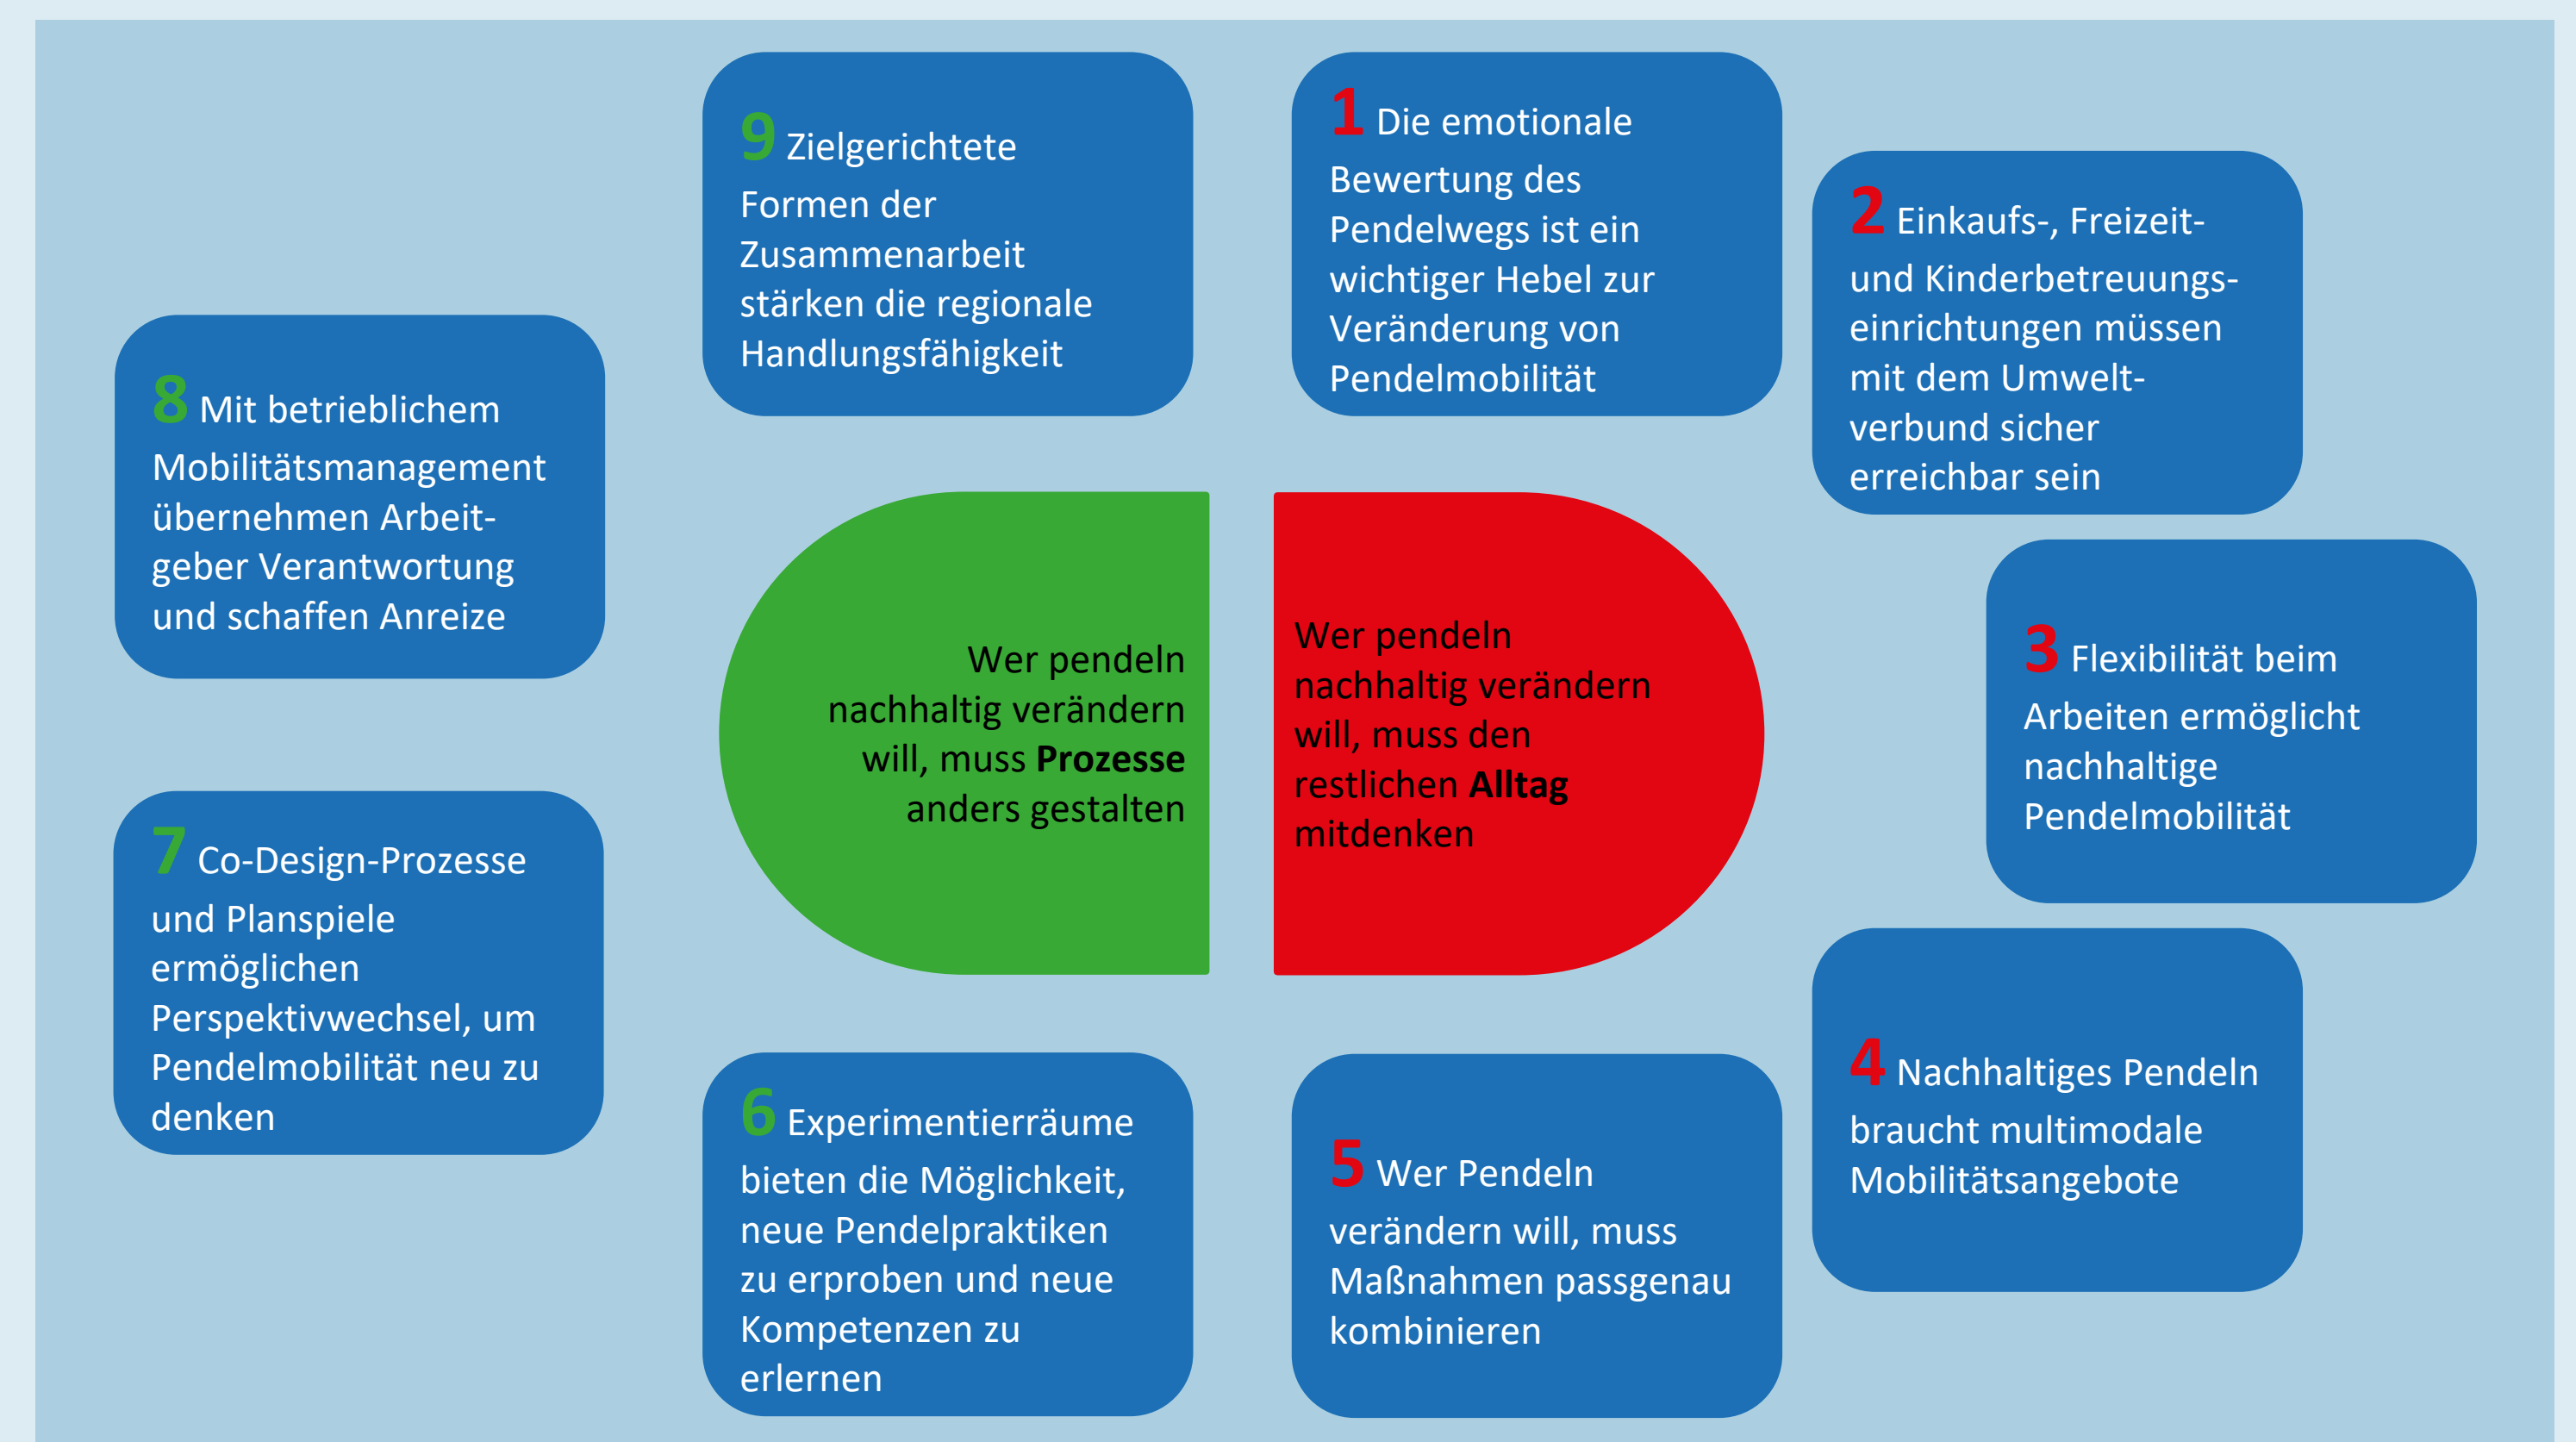 1 Die emotionale
Bewertung des
Pendelwegs ist ein
wichtiger Hebel zur
Veränderung von
Pendelmobilität
2 Einkaufs-, Freizeit-
und Kinderbetreuungs-
einrichtungen müssen
mit dem Umwelt-
verbund sicher
erreichbar sein
3 Flexibilität beim
Arbeiten ermöglicht
nachhaltige
Pendelmobilität
4 Nachhaltiges Pendeln
braucht multimodale
Mobilitätsangebote
5 Wer Pendeln
verändern will, muss
Maßnahmen passgenau
kombinieren
6 Experimentierräume
bieten die Möglichkeit,
neue Pendelpraktiken
zu erproben und neue
Kompetenzen zu
erlernen
7 Co-Design-Prozesse
und Planspiele
ermöglichen
Perspektivwechsel, um
Pendelmobilität neu zu
denken
8 Mit betrieblichem
Mobilitätsmanagement
übernehmen Arbeit-
geber Verantwortung
und schaffen Anreize
9 Zielgerichtete
Formen der
Zusammenarbeit
stärken die regionale
Handlungsfähigkeit
Wer pendeln
nachhaltig verändern
will, muss Prozesse
anders gestalten
Wer pendeln
nachhaltig verändern
will, muss den
restlichen Alltag
mitdenken